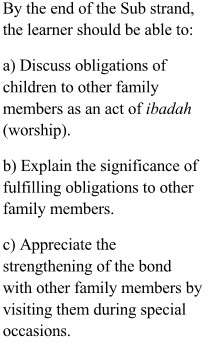 By the end of the Sub strand,
the learner should be able to:
a) Discuss obligations of
children to other family
members as an act of ibadah
(worship).
b) Explain the significance of
fulfilling obligations to other
family members.
c) Appreciate the
strengthening of the bond
with other family members by
visiting them during special
occasions.